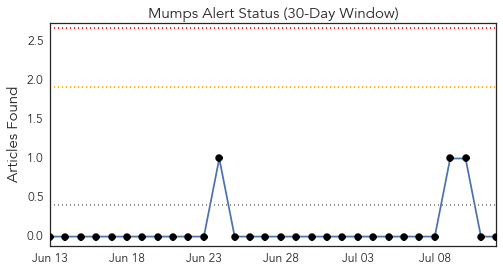 Mumps Alert Status (30-Day Window)
Articles Found
2.5
2.0
1.5
1.0
0.5
0.0
Jun 13 Jun 18 Jun 23 Jun 28 Jul 03 Jul 08